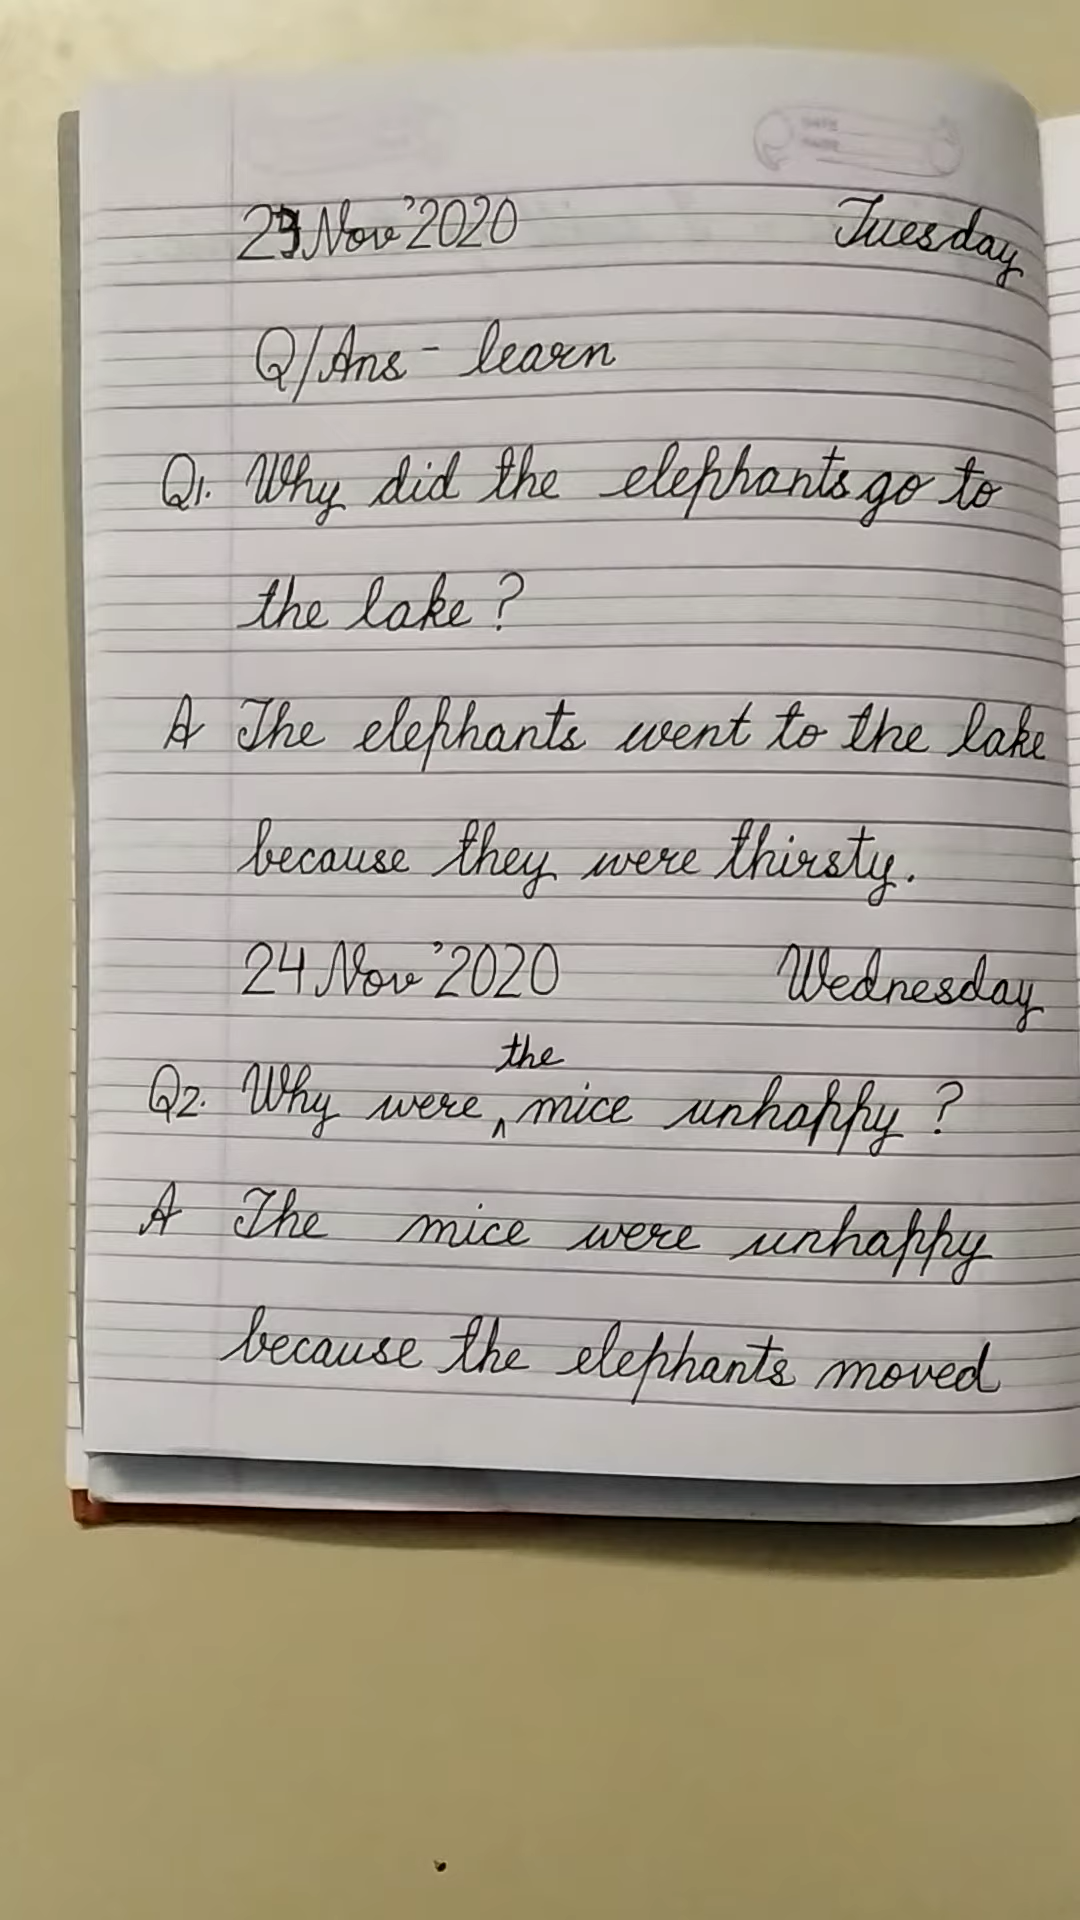 23 Nov'2020 Tuesday
Q/Ans - learn
Q1. Why did the elephants go to
the lake?
A The elephants went to the lake
because they were thirsty.
24 Nov'2020 Wednesday
the
Q2. Why were ^ mice unhappy?
A The mice were unhappy
because the elephants moved